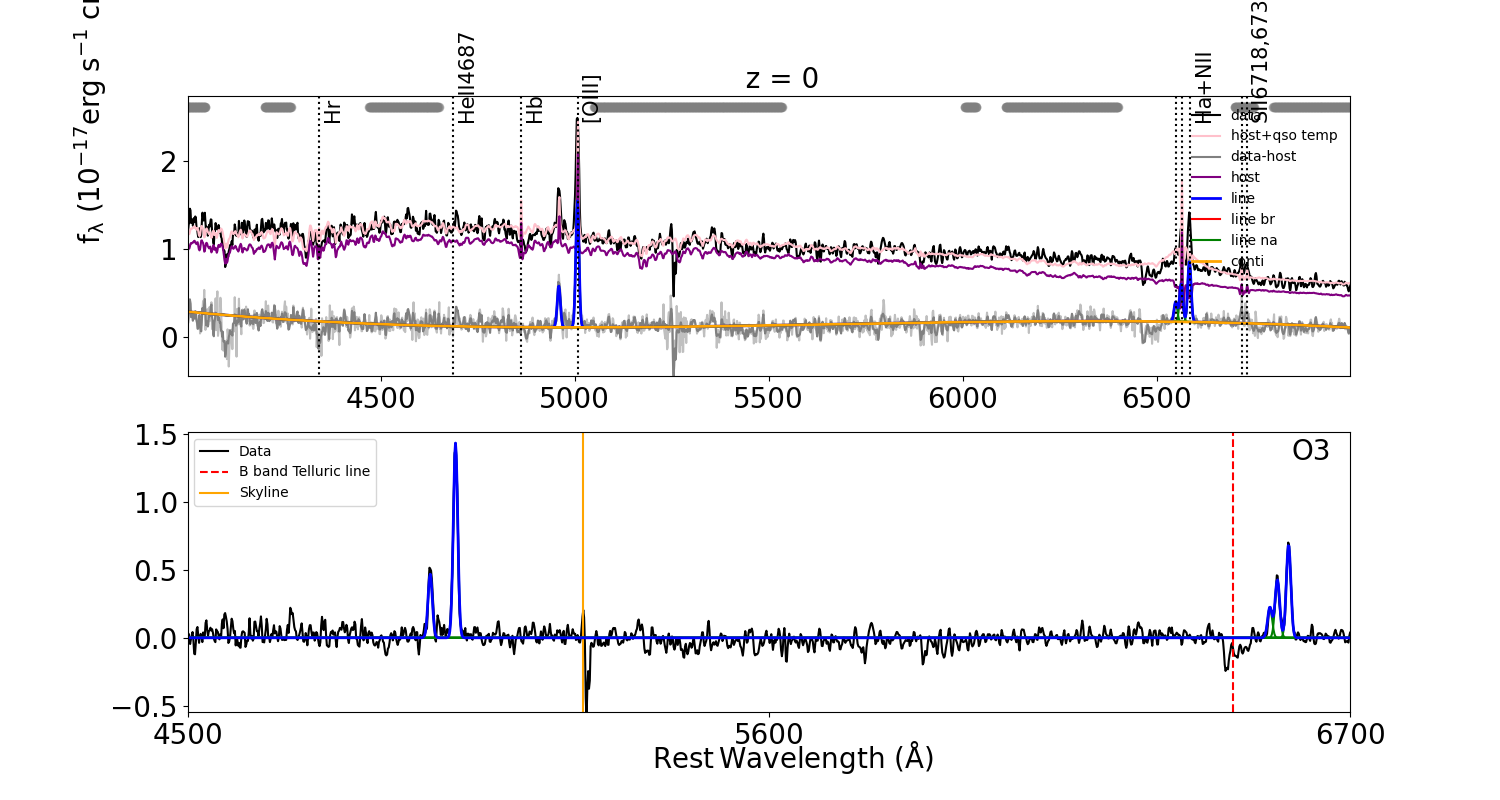 z = 0
f_λ (10^−17 erg s^−1 c
Hr
HeII4687
Hb
[OIII]
Ha+NII
SII6718,673
data
host+qso temp
data-host
host
line
line br
line na
conti
2
1
0
4500 5000 5500 6000 6500
1.5
1.0
0.5
0.0
−0.5
Data
B band Telluric line
Skyline
O3
4500 5600 6700
Rest Wavelength (Å)